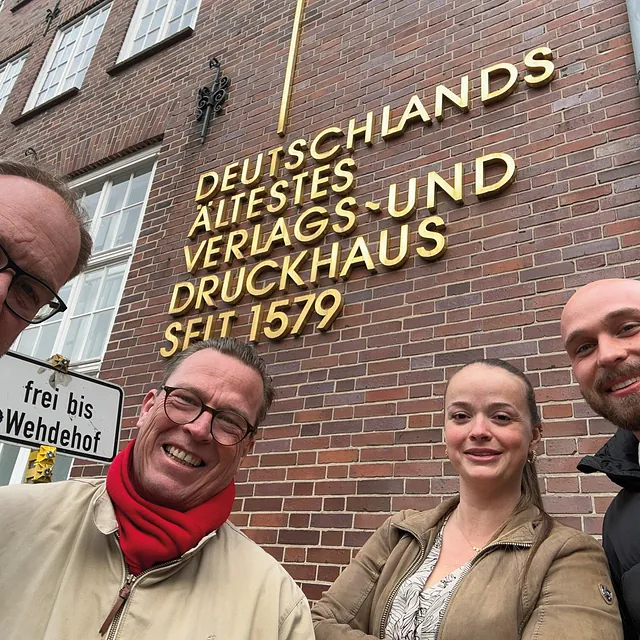 DEUTSCHLANDS
ÄLTESTES
VERLAGS-UND
DRUCKHAUS
SEIT 1579
frei bis
Wehdehof